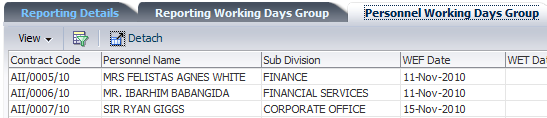 Reporting Details Reporting Working Days Group Personnel Working Days Group
View Detach
Contract Code Personnel Name Sub Division WEF Date WET Da
AII/0005/10 MRS FELISTAS AGNES WHITE FINANCE 11-Nov-2010
AII/0006/10 MR. IBARHIM BABANGIDA FINANCIAL SERVICES 11-Nov-2010
AII/0007/10 SIR RYAN GIGGS CORPORATE OFFICE 15-Nov-2010